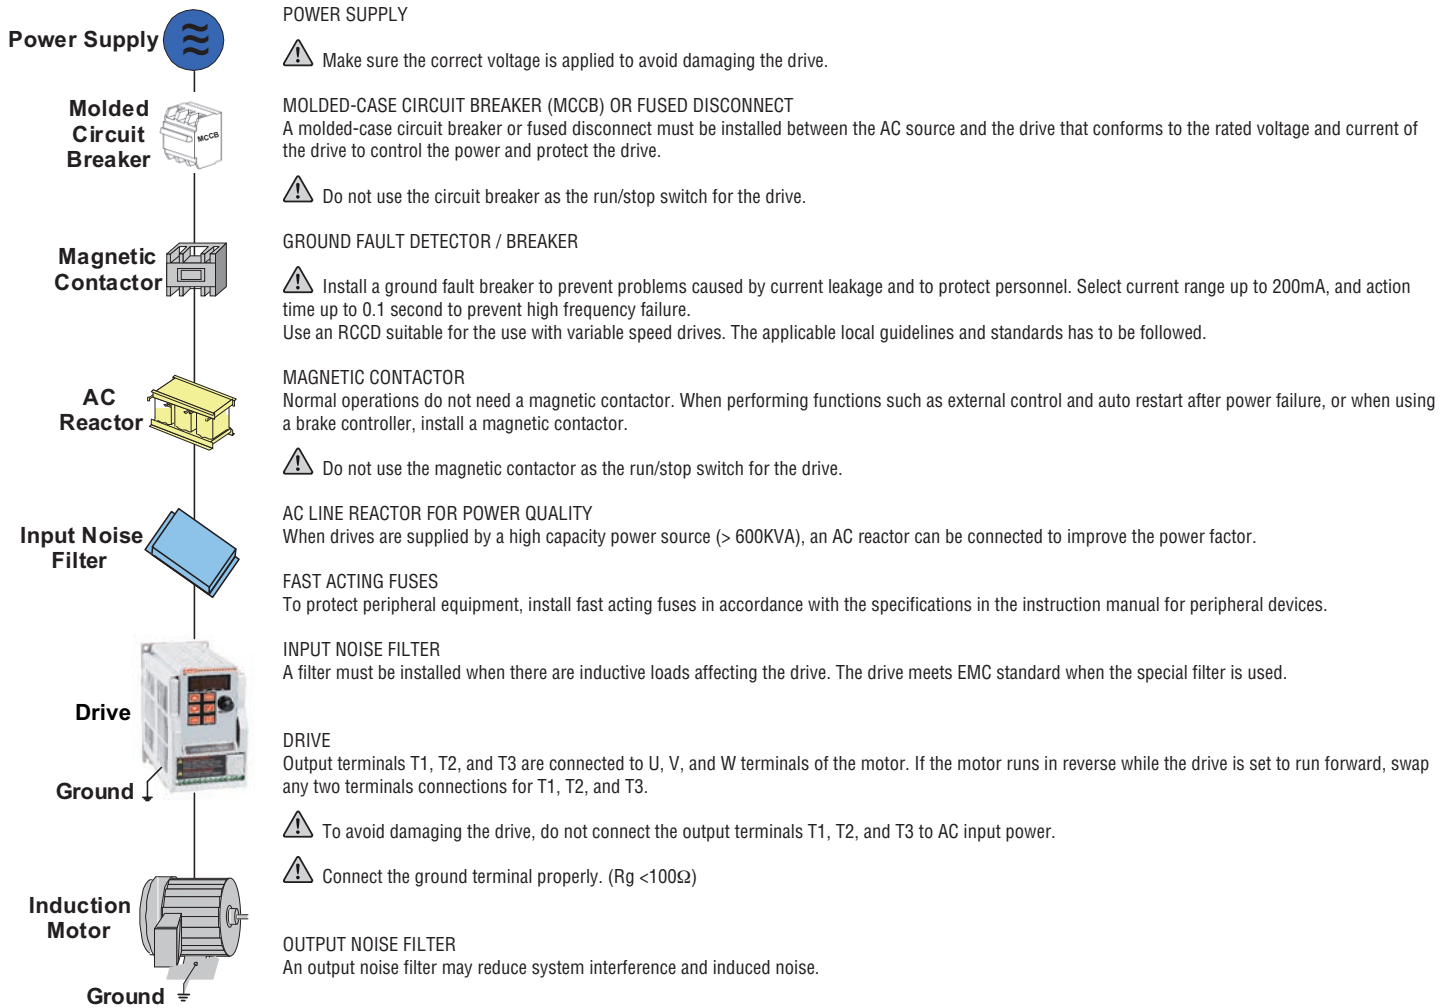 Power Supply
Molded
Circuit
Breaker
MCCB
Magnetic
Contactor
AC
Reactor
Input Noise
Filter
Drive
Ground
Induction
Motor
Ground
POWER SUPPLY
Make sure the correct voltage is applied to avoid damaging the drive.
MOLDED-CASE CIRCUIT BREAKER (MCCB) OR FUSED DISCONNECT
A molded-case circuit breaker or fused disconnect must be installed between the AC source and the drive that conforms to the rated voltage and current of
the drive to control the power and protect the drive.
Do not use the circuit breaker as the run/stop switch for the drive.
GROUND FAULT DETECTOR / BREAKER
Install a ground fault breaker to prevent problems caused by current leakage and to protect personnel. Select current range up to 200mA, and action
time up to 0.1 second to prevent high frequency failure.
Use an RCCD suitable for the use with variable speed drives. The applicable local guidelines and standards has to be followed.
MAGNETIC CONTACTOR
Normal operations do not need a magnetic contactor. When performing functions such as external control and auto restart after power failure, or when using
a brake controller, install a magnetic contactor.
Do not use the magnetic contactor as the run/stop switch for the drive.
AC LINE REACTOR FOR POWER QUALITY
When drives are supplied by a high capacity power source (> 600KVA), an AC reactor can be connected to improve the power factor.
FAST ACTING FUSES
To protect peripheral equipment, install fast acting fuses in accordance with the specifications in the instruction manual for peripheral devices.
INPUT NOISE FILTER
A filter must be installed when there are inductive loads affecting the drive. The drive meets EMC standard when the special filter is used.
DRIVE
Output terminals T1, T2, and T3 are connected to U, V, and W terminals of the motor. If the motor runs in reverse while the drive is set to run forward, swap
any two terminals connections for T1, T2, and T3.
To avoid damaging the drive, do not connect the output terminals T1, T2, and T3 to AC input power.
Connect the ground terminal properly. (Rg <100Ω)
OUTPUT NOISE FILTER
An output noise filter may reduce system interference and induced noise.